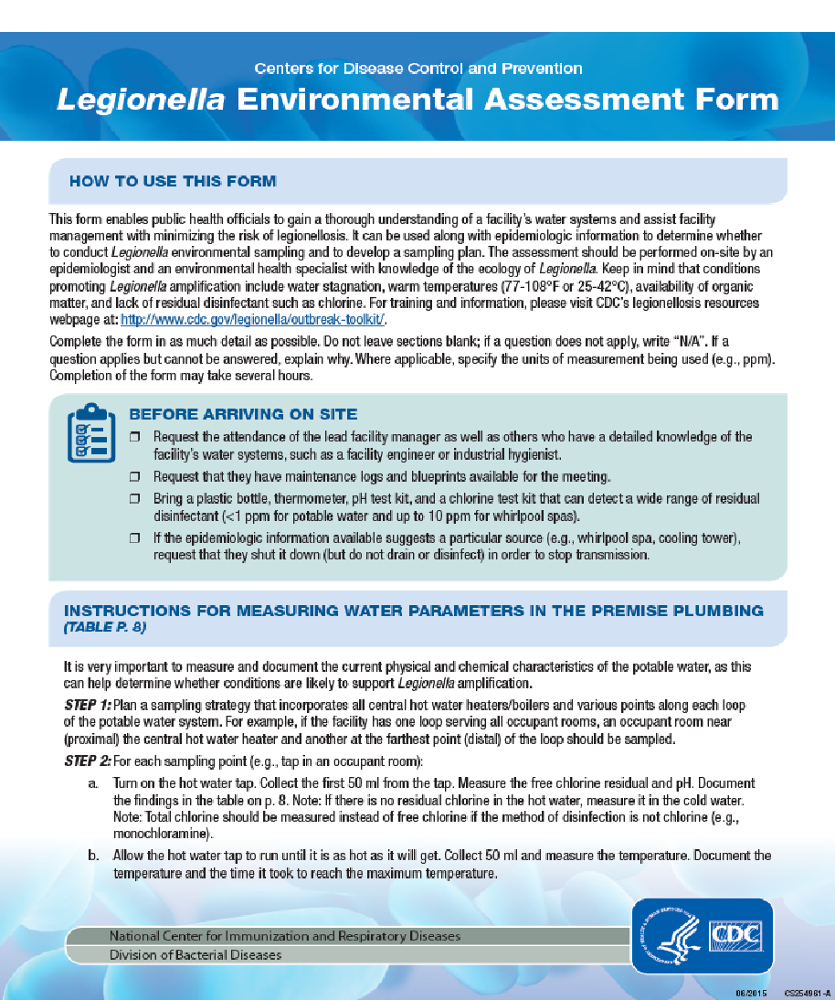 Centers for Disease Control and Prevention
Legionella Environmental Assessment Form
HOW TO USE THIS FORM
This form enables public health officials to gain a thorough understanding of a facility's water systems and assist facility
management with minimizing the risk of legionellosis. It can be used along with epidemiologic information to determine whether
to conduct Legionella environmental sampling and to develop a sampling plan. The assessment should be performed on-site by an
epidemiologist and an environmental health specialist with knowledge of the ecology of Legionella. Keep in mind that conditions
promoting Legionella amplification include water stagnation, warm temperatures (77-108°F or 25-42°C), availability of organic
matter, and lack of residual disinfectant such as chlorine. For training and information, please visit CDC's legionellosis resources
webpage at: http://www.cdc.gov/legionella/outbreak-toolkit/.
Complete the form in as much detail as possible. Do not leave sections blank; if a question does not apply, write “N/A”. If a
question applies but cannot be answered, explain why. Where applicable, specify the units of measurement being used (e.g., ppm).
Completion of the form may take several hours.
BEFORE ARRIVING ON SITE
❒ Request the attendance of the lead facility manager as well as others who have a detailed knowledge of the
facility's water systems, such as a facility engineer or industrial hygienist.
❒ Request that they have maintenance logs and blueprints available for the meeting.
❒ Bring a plastic bottle, thermometer, pH test kit, and a chlorine test kit that can detect a wide range of residual
disinfectant (<1 ppm for potable water and up to 10 ppm for whirlpool spas).
❒ If the epidemiologic information available suggests a particular source (e.g., whirlpool spa, cooling tower),
request that they shut it down (but do not drain or disinfect) in order to stop transmission.
INSTRUCTIONS FOR MEASURING WATER PARAMETERS IN THE PREMISE PLUMBING
(TABLE P. 8)
It is very important to measure and document the current physical and chemical characteristics of the potable water, as this
can help determine whether conditions are likely to support Legionella amplification.
STEP 1: Plan a sampling strategy that incorporates all central hot water heaters/boilers and various points along each loop
of the potable water system. For example, if the facility has one loop serving all occupant rooms, an occupant room near
(proximal) the central hot water heater and another at the farthest point (distal) of the loop should be sampled.
STEP 2: For each sampling point (e.g., tap in an occupant room):
a. Turn on the hot water tap. Collect the first 50 ml from the tap. Measure the free chlorine residual and pH. Document
the findings in the table on p. 8. Note: If there is no residual chlorine in the hot water, measure it in the cold water.
Note: Total chlorine should be measured instead of free chlorine if the method of disinfection is not chlorine (e.g.,
monochloramine).
b. Allow the hot water tap to run until it is as hot as it will get. Collect 50 ml and measure the temperature. Document the
temperature and the time it took to reach the maximum temperature.
National Center for Immunization and Respiratory Diseases
Division of Bacterial Diseases
CDC
06/2015 CS254961-A